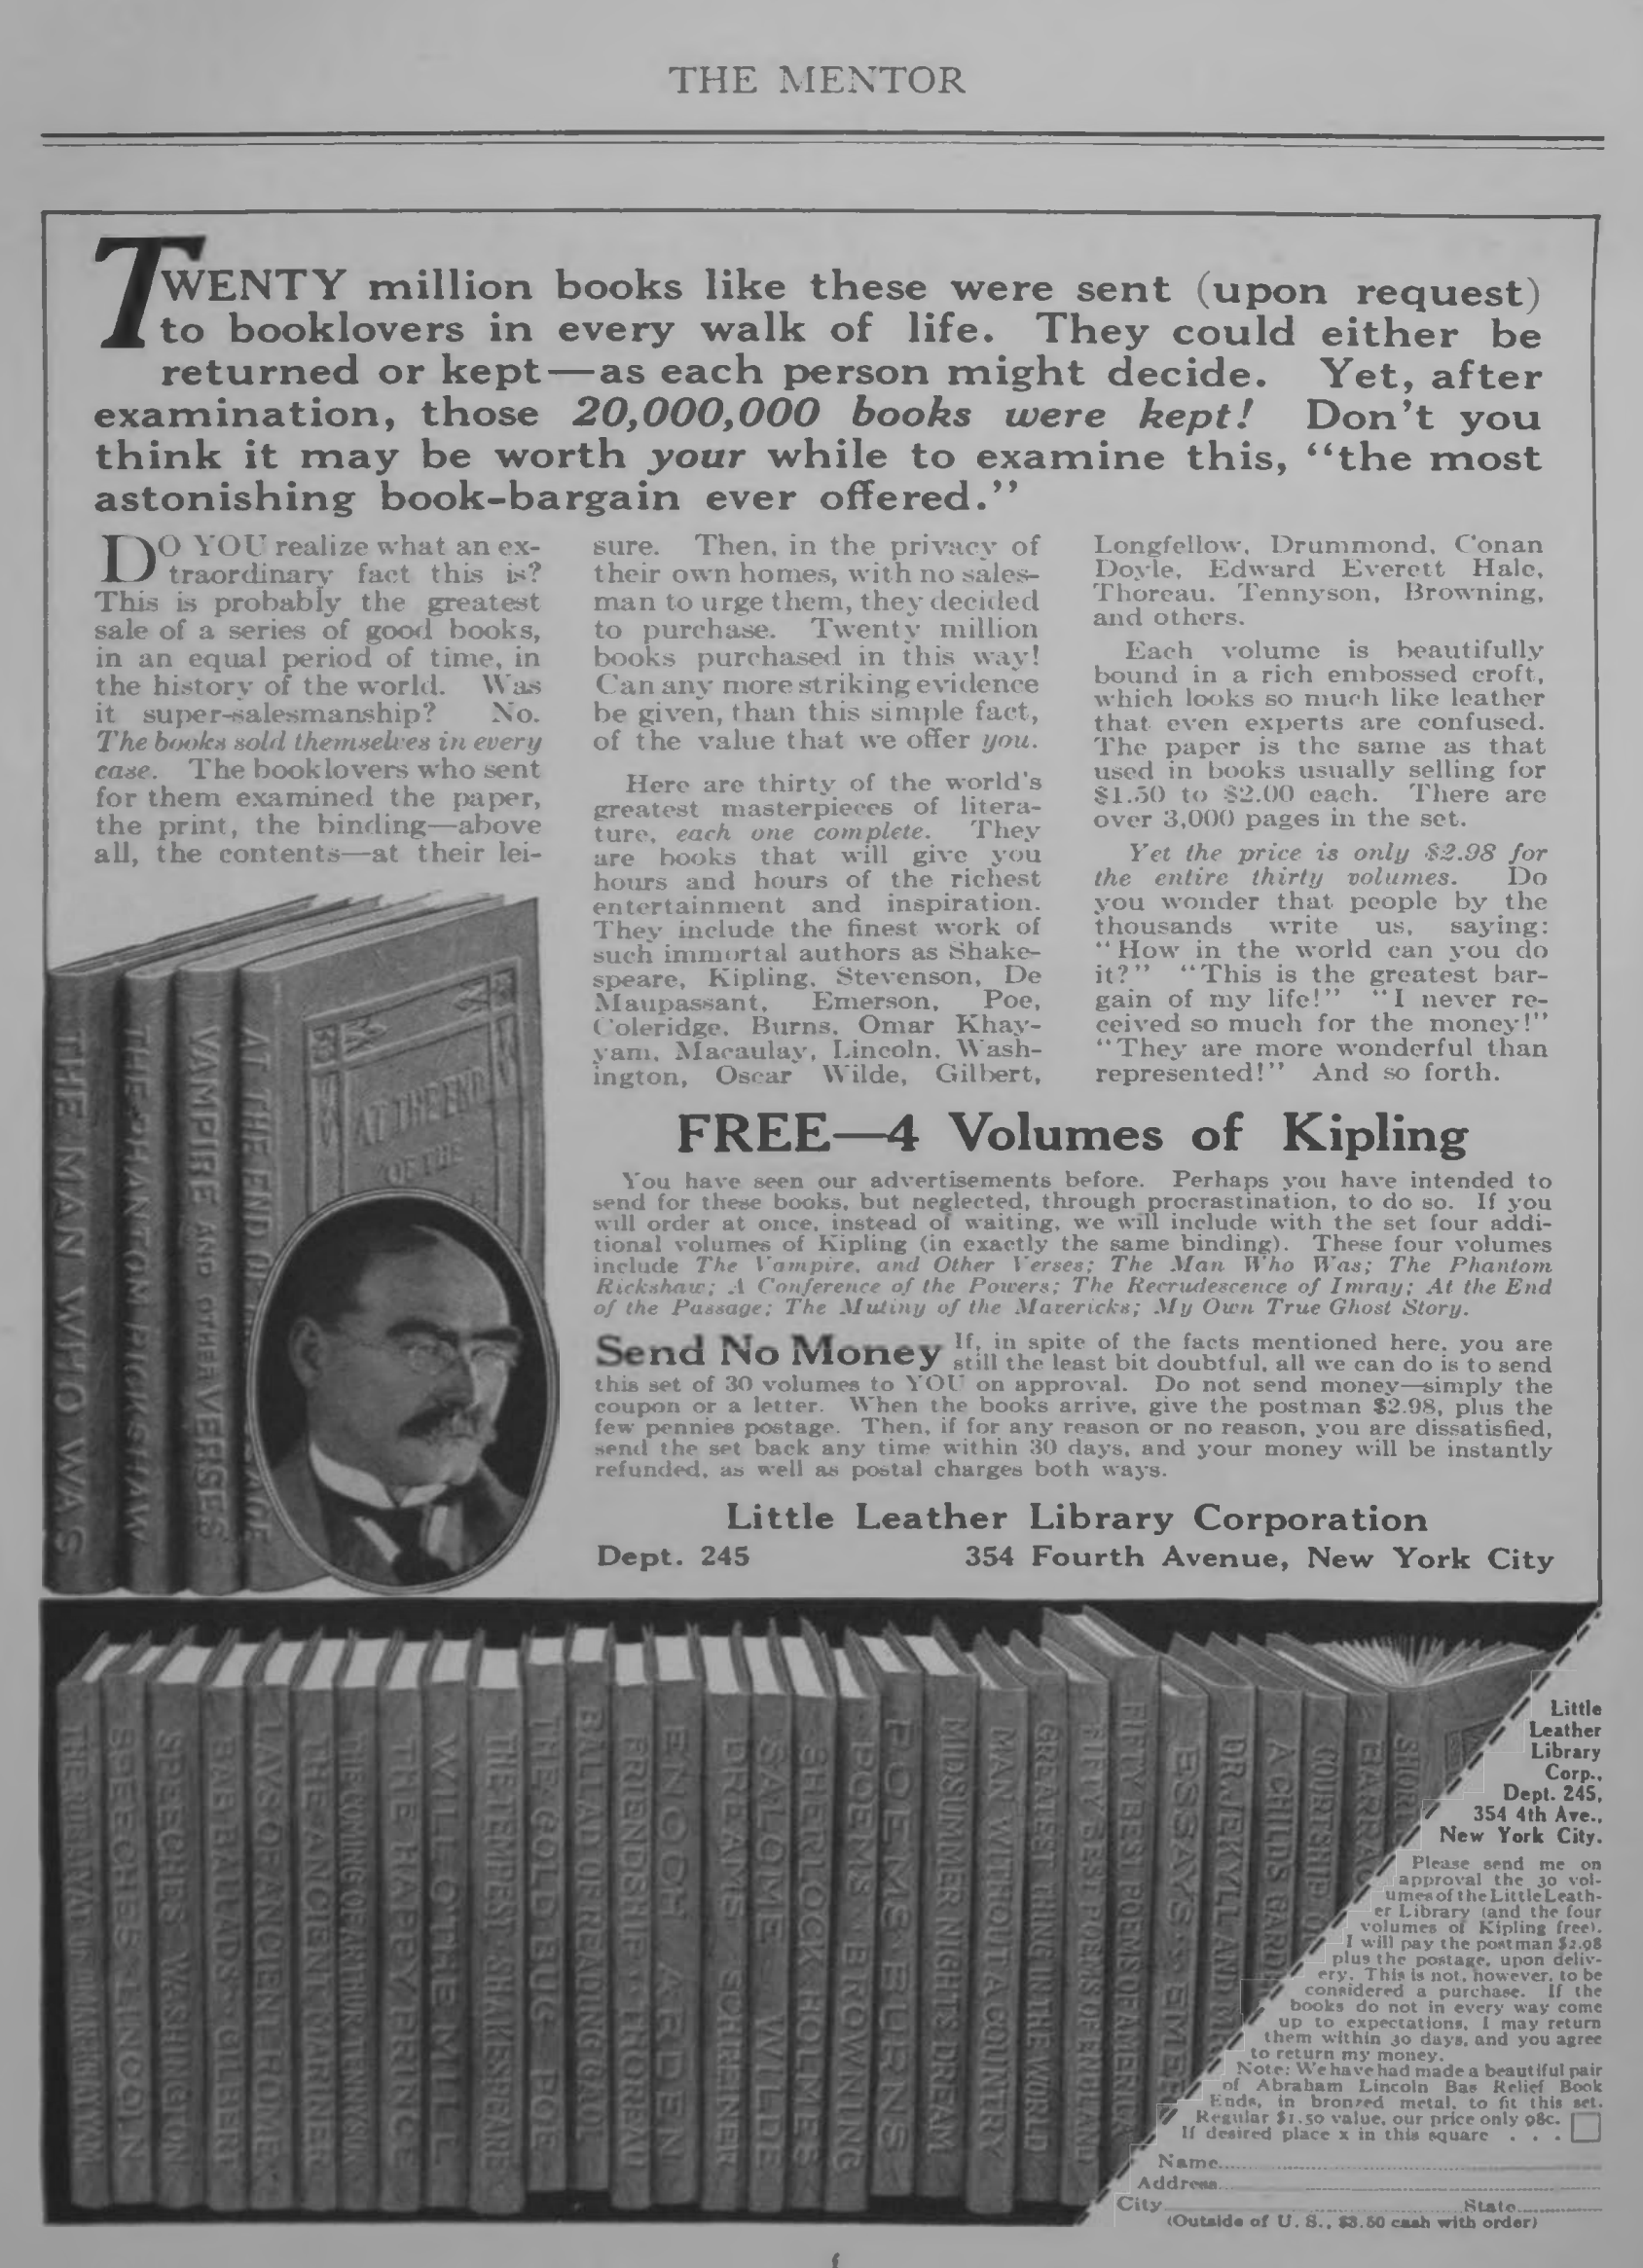 THE MENTOR
TWENTY million books like these were sent (upon request)
to booklovers in every walk of life. They could either be
returned or kept—as each person might decide. Yet, after
examination, those 20,000,000 books were kept! Don't you
think it may be worth your while to examine this, "the most
astonishing book-bargain ever offered."
DO YOU realize what an ex-
traordinary fact this is?
This is probably the greatest
sale of a series of good books,
in an equal period of time, in
the history of the world. Was
it super-salesmanship? No.
The books sold themselves in every
case. The booklovers who sent
for them examined the paper,
the print, the binding—above
all, the contents—at their lei-
sure. Then, in the privacy of
their own homes, with no sales-
man to urge them, they decided
to purchase. Twenty million
books purchased in this way!
Can any more striking evidence
be given, than this simple fact,
of the value that we offer you.
Here are thirty of the world's
greatest masterpieces of litera-
ture, each one complete. They
are books that will give you
hours and hours of the richest
entertainment and inspiration.
They include the finest work of
such immortal authors as Shake-
speare, Kipling, Stevenson, De
Maupassant, Emerson, Poe,
Coleridge, Burns, Omar Khay-
yam, Macaulay, Lincoln, Wash-
ington, Oscar Wilde, Gilbert,
Longfellow, Drummond, Conan
Doyle, Edward Everett Hale,
Thoreau, Tennyson, Browning,
and others.
Each volume is beautifully
bound in a rich embossed croft,
which looks so much like leather
that even experts are confused.
The paper is the same as that
used in books usually selling for
$1.50 to $2.00 each. There are
over 3,000 pages in the set.
Yet the price is only $2.98 for
the entire thirty volumes. Do
you wonder that people by the
thousands write us, saying:
"How in the world can you do
it?" "This is the greatest bar-
gain of my life!" "I never re-
ceived so much for the money!"
"They are more wonderful than
represented!" And so forth.
THE MAN WHO WAS
THE PHANTOM RICKSHAW
VAMPIRE AND OTHER VERSES
AT THE END OF
AT THE END
OF THE
FREE—4 Volumes of Kipling
You have seen our advertisements before. Perhaps you have intended to
send for these books, but neglected, through procrastination, to do so. If you
will order at once, instead of waiting, we will include with the set four addi-
tional volumes of Kipling (in exactly the same binding). These four volumes
include The Vampire, and Other Verses; The Man Who Was; The Phantom
Rickshaw; A Conference of the Powers; The Recrudescence of Imray; At the End
of the Passage; The Mutiny of the Mavericks; My Own True Ghost Story.
Send No Money If, in spite of the facts mentioned here, you are
still the least bit doubtful, all we can do is to send
this set of 30 volumes to YOU on approval. Do not send money—simply the
coupon or a letter. When the books arrive, give the postman $2.98, plus the
few pennies postage. Then, if for any reason or no reason, you are dissatisfied,
send the set back any time within 30 days, and your money will be instantly
refunded, as well as postal charges both ways.
Little Leather Library Corporation
Dept. 245 354 Fourth Avenue, New York City
THE RUBAIYAT OF OMAR KHAYYAM
SPEECHES · LINCOLN
SPEECHES · WASHINGTON
BAB BALLADS · GILBERT
LAYS OF ANCIENT ROME
THE ANCIENT MARINER
THE COMING OF ARTHUR · TENNYSON
THE HAPPY PRINCE
WILL O THE MILL
THE TEMPEST · SHAKESPEARE
THE GOLD BUG · POE
BALLAD OF READING GAOL
FRIENDSHIP · THOREAU
ENOCH ARDEN
DREAMS · SCHREINER
SALOME · WILDE
SHERLOCK HOLMES
POEMS · BROWNING
POEMS · BURNS
MIDSUMMER NIGHTS DREAM
MAN WITHOUT A COUNTRY
GREATEST THING IN THE WORLD
FIFTY BEST POEMS OF ENGLAND
FIFTY BEST POEMS OF AMERICA
ESSAYS · EMER
DR. JEKYLL AND M
A CHILDS GARD
COURTSHIP O
BARRAC
SHORT
Little
Leather
Library
Corp.,
Dept. 245,
354 4th Ave.,
New York City.
Please send me on
approval the 30 vol-
umes of the Little Leath-
er Library (and the four
volumes of Kipling free).
I will pay the postman $2.98
plus the postage, upon deliv-
ery. This is not, however, to be
considered a purchase. If the
books do not in every way come
up to expectations, I may return
them within 30 days, and you agree
to return my money.
Note: We have had made a beautiful pair
of Abraham Lincoln Bas Relief Book
Ends, in bronzed metal, to fit this set.
Regular $1.50 value, our price only 98c.
If desired place x in this square . . .
Name
Address
City State
(Outside of U. S., $3.50 cash with order)